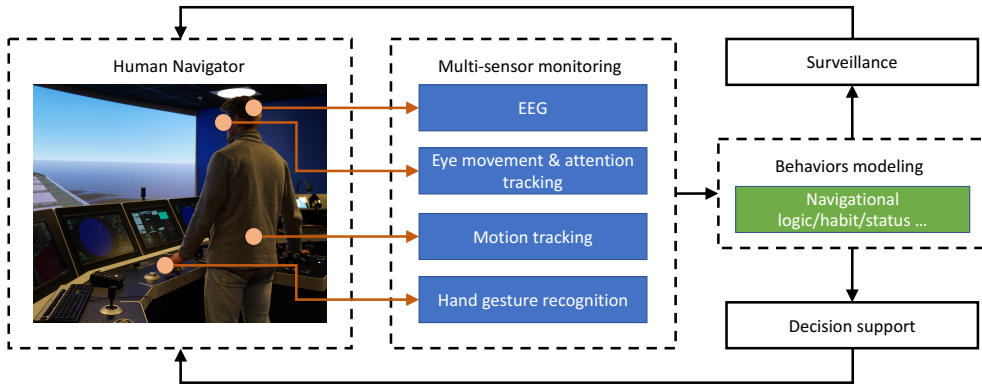 Human Navigator
Multi-sensor monitoring
EEG
Eye movement & attention
tracking
Motion tracking
Hand gesture recognition
Surveillance
Behaviors modeling
Navigational
logic/habit/status ...
Decision support